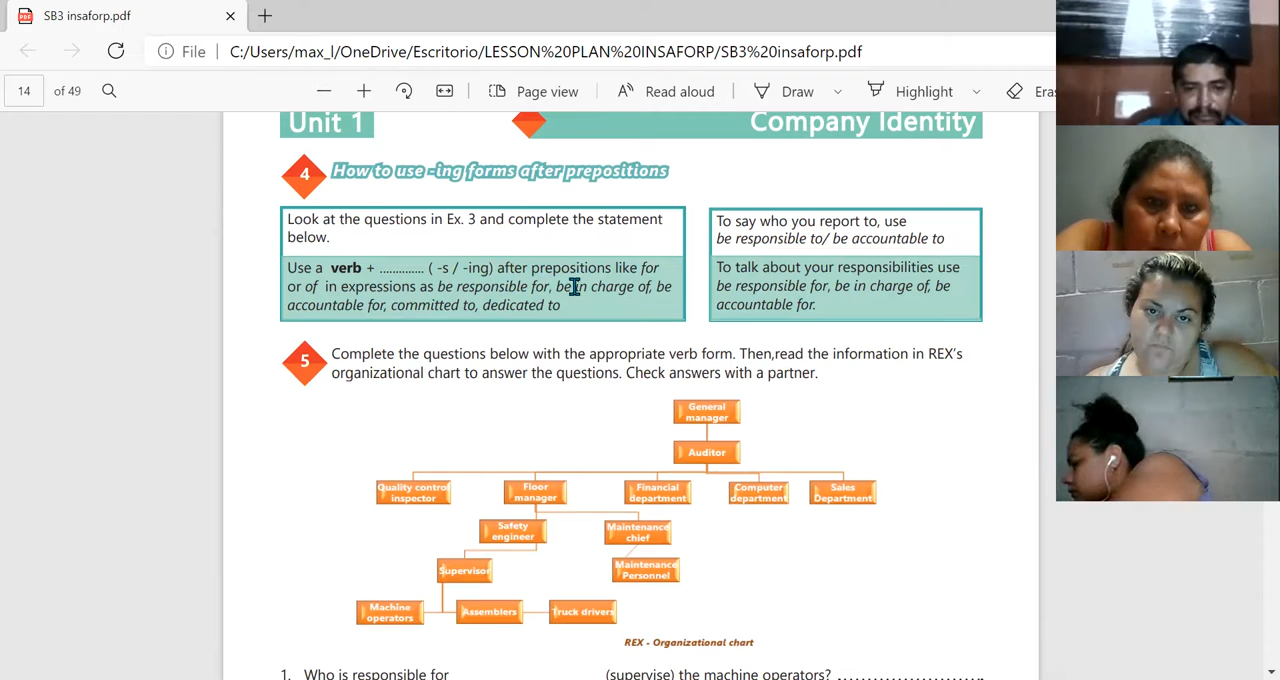 SB3 insaforp.pdf
File
C:/Users/max_l/OneDrive/Escritorio/LESSON%20PLAN%20INSAFORP/SB3%20insaforp.pdf
14 of 49
Page view
Read aloud
Draw
Highlight
Unit 1
Company Identity
4 How to use -ing forms after prepositions
Look at the questions in Ex. 3 and complete the statement
below.
Use a verb + ............. ( -s / -ing) after prepositions like for
or of in expressions as be responsible for, be in charge of, be
accountable for, committed to, dedicated to
To say who you report to, use
be responsible to/ be accountable to
To talk about your responsibilities use
be responsible for, be in charge of, be
accountable for.
5 Complete the questions below with the appropriate verb form. Then,read the information in REX's
organizational chart to answer the questions. Check answers with a partner.
General
manager
Auditor
Quality control
inspector
Floor
manager
Financial
department
Computer
department
Sales
Department
Safety
engineer
Maintenance
chief
Supervisor
Maintenance
Personnel
Machine
operators
Assemblers
Truck drivers
REX - Organizational chart
1. Who is responsible for (supervise) the machine operators? ..............................